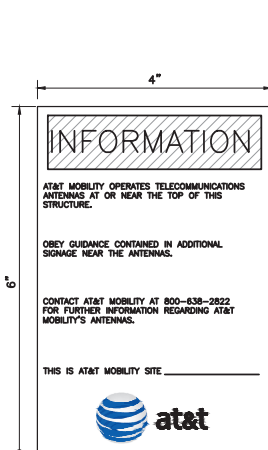 4"
INFORMATION
AT&T MOBILITY OPERATES TELECOMMUNICATIONS
ANTENNAS AT OR NEAR THE TOP OF THIS
STRUCTURE.
OBEY GUIDANCE CONTAINED IN ADDITIONAL
SIGNAGE NEAR THE ANTENNAS.
6"
CONTACT AT&T MOBILITY AT 800-638-2822
FOR FURTHER INFORMATION REGARDING AT&T
MOBILITY'S ANTENNAS.
THIS IS AT&T MOBILITY SITE
at&t